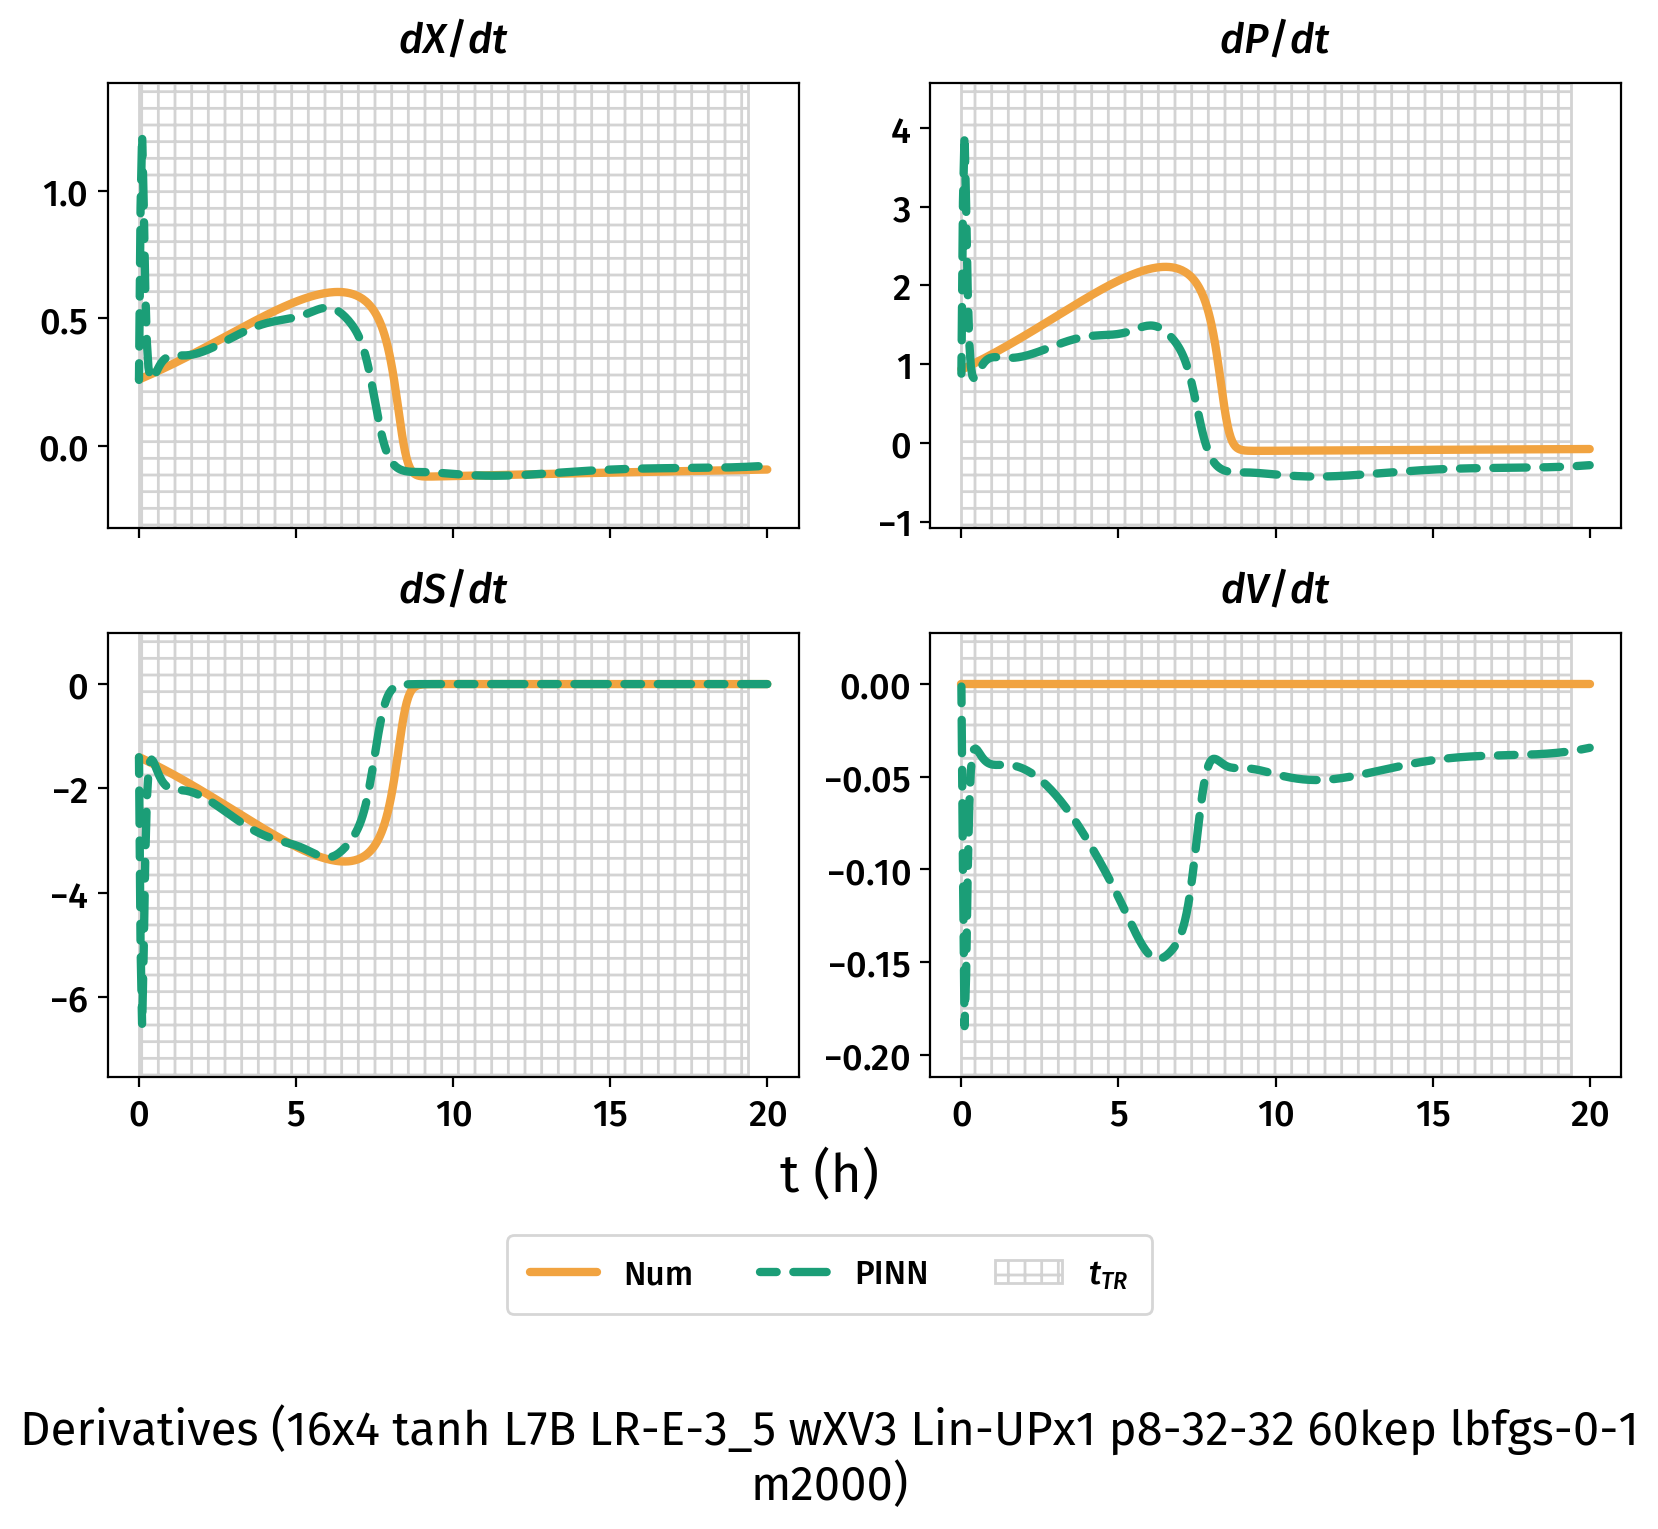 dX/dt
dP/dt
1.0
0.5
0.0
4
3
2
1
0
−1
dS/dt
dV/dt
0
−2
−4
−6
0.00
−0.05
−0.10
−0.15
−0.20
0 5 10 15 20
0 5 10 15 20
t (h)
Num PINN t_TR
Derivatives (16x4 tanh L7B LR-E-3_5 wXV3 Lin-UPx1 p8-32-32 60kep lbfgs-0-1
m2000)